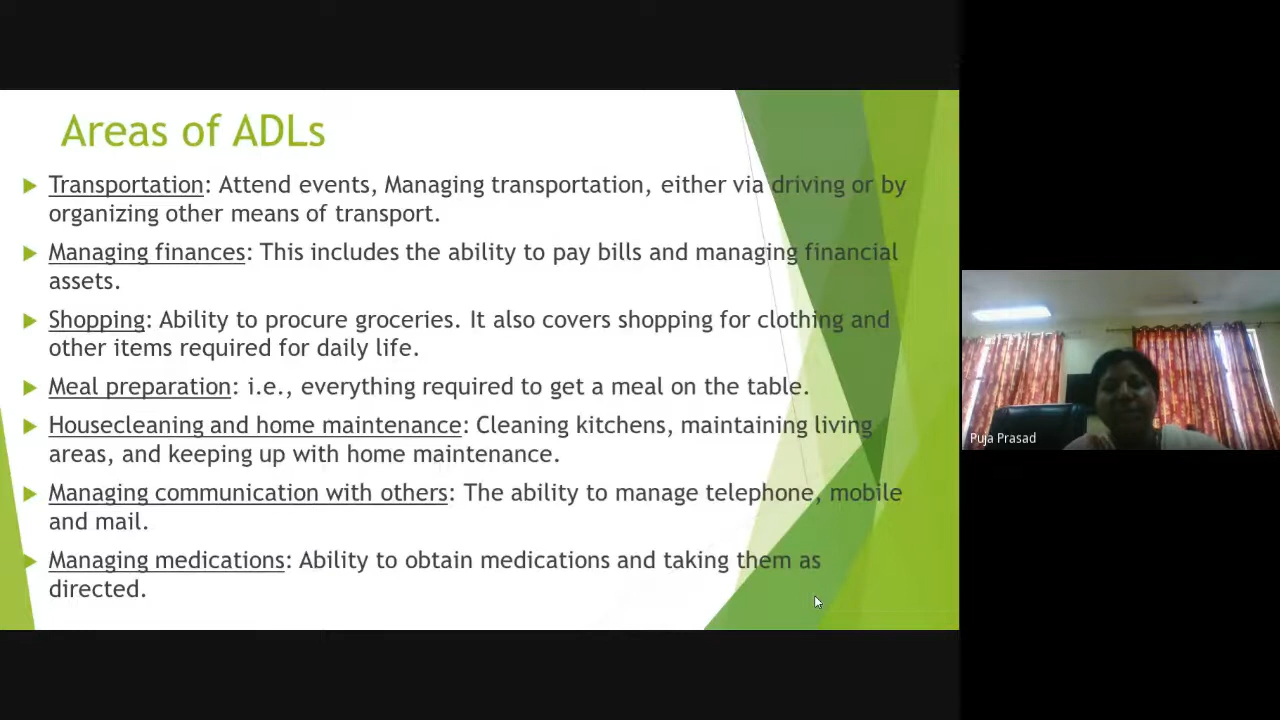 Areas of ADLs
Transportation: Attend events, Managing transportation, either via driving or by
organizing other means of transport.
Managing finances: This includes the ability to pay bills and managing financial
assets.
Shopping: Ability to procure groceries. It also covers shopping for clothing and
other items required for daily life.
Meal preparation: i.e., everything required to get a meal on the table.
Housecleaning and home maintenance: Cleaning kitchens, maintaining living
areas, and keeping up with home maintenance.
Managing communication with others: The ability to manage telephone, mobile
and mail.
Managing medications: Ability to obtain medications and taking them as
directed.
Puja Prasad